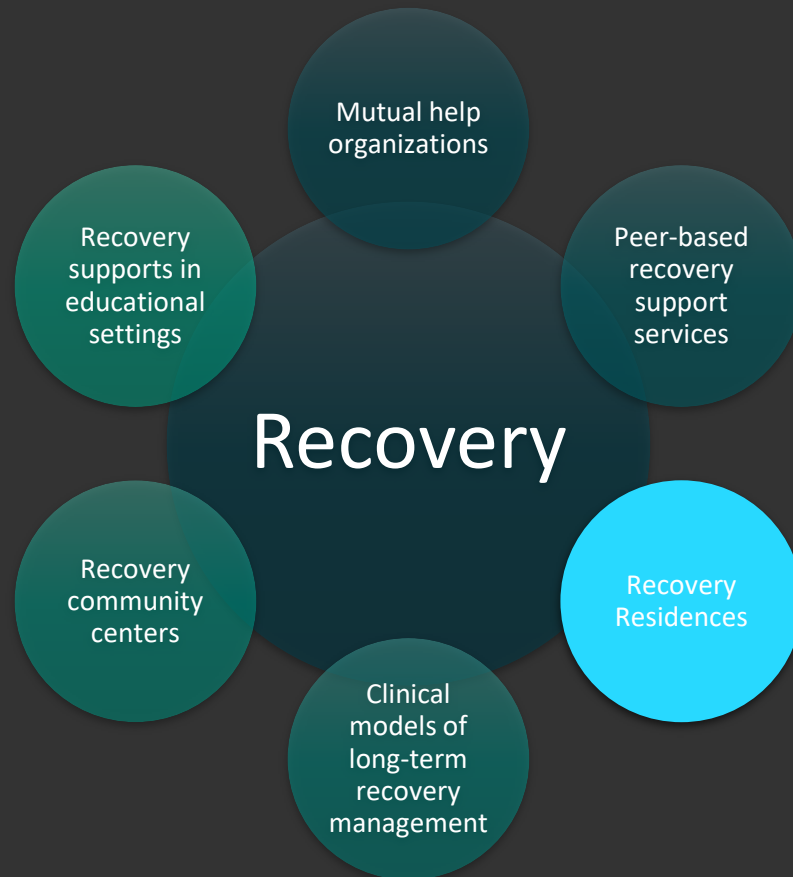 Mutual help
organizations
Peer-based
recovery
support
services
Recovery
supports in
educational
settings
Recovery
Recovery
Residences
Recovery
community
centers
Clinical
models of
long-term
recovery
management